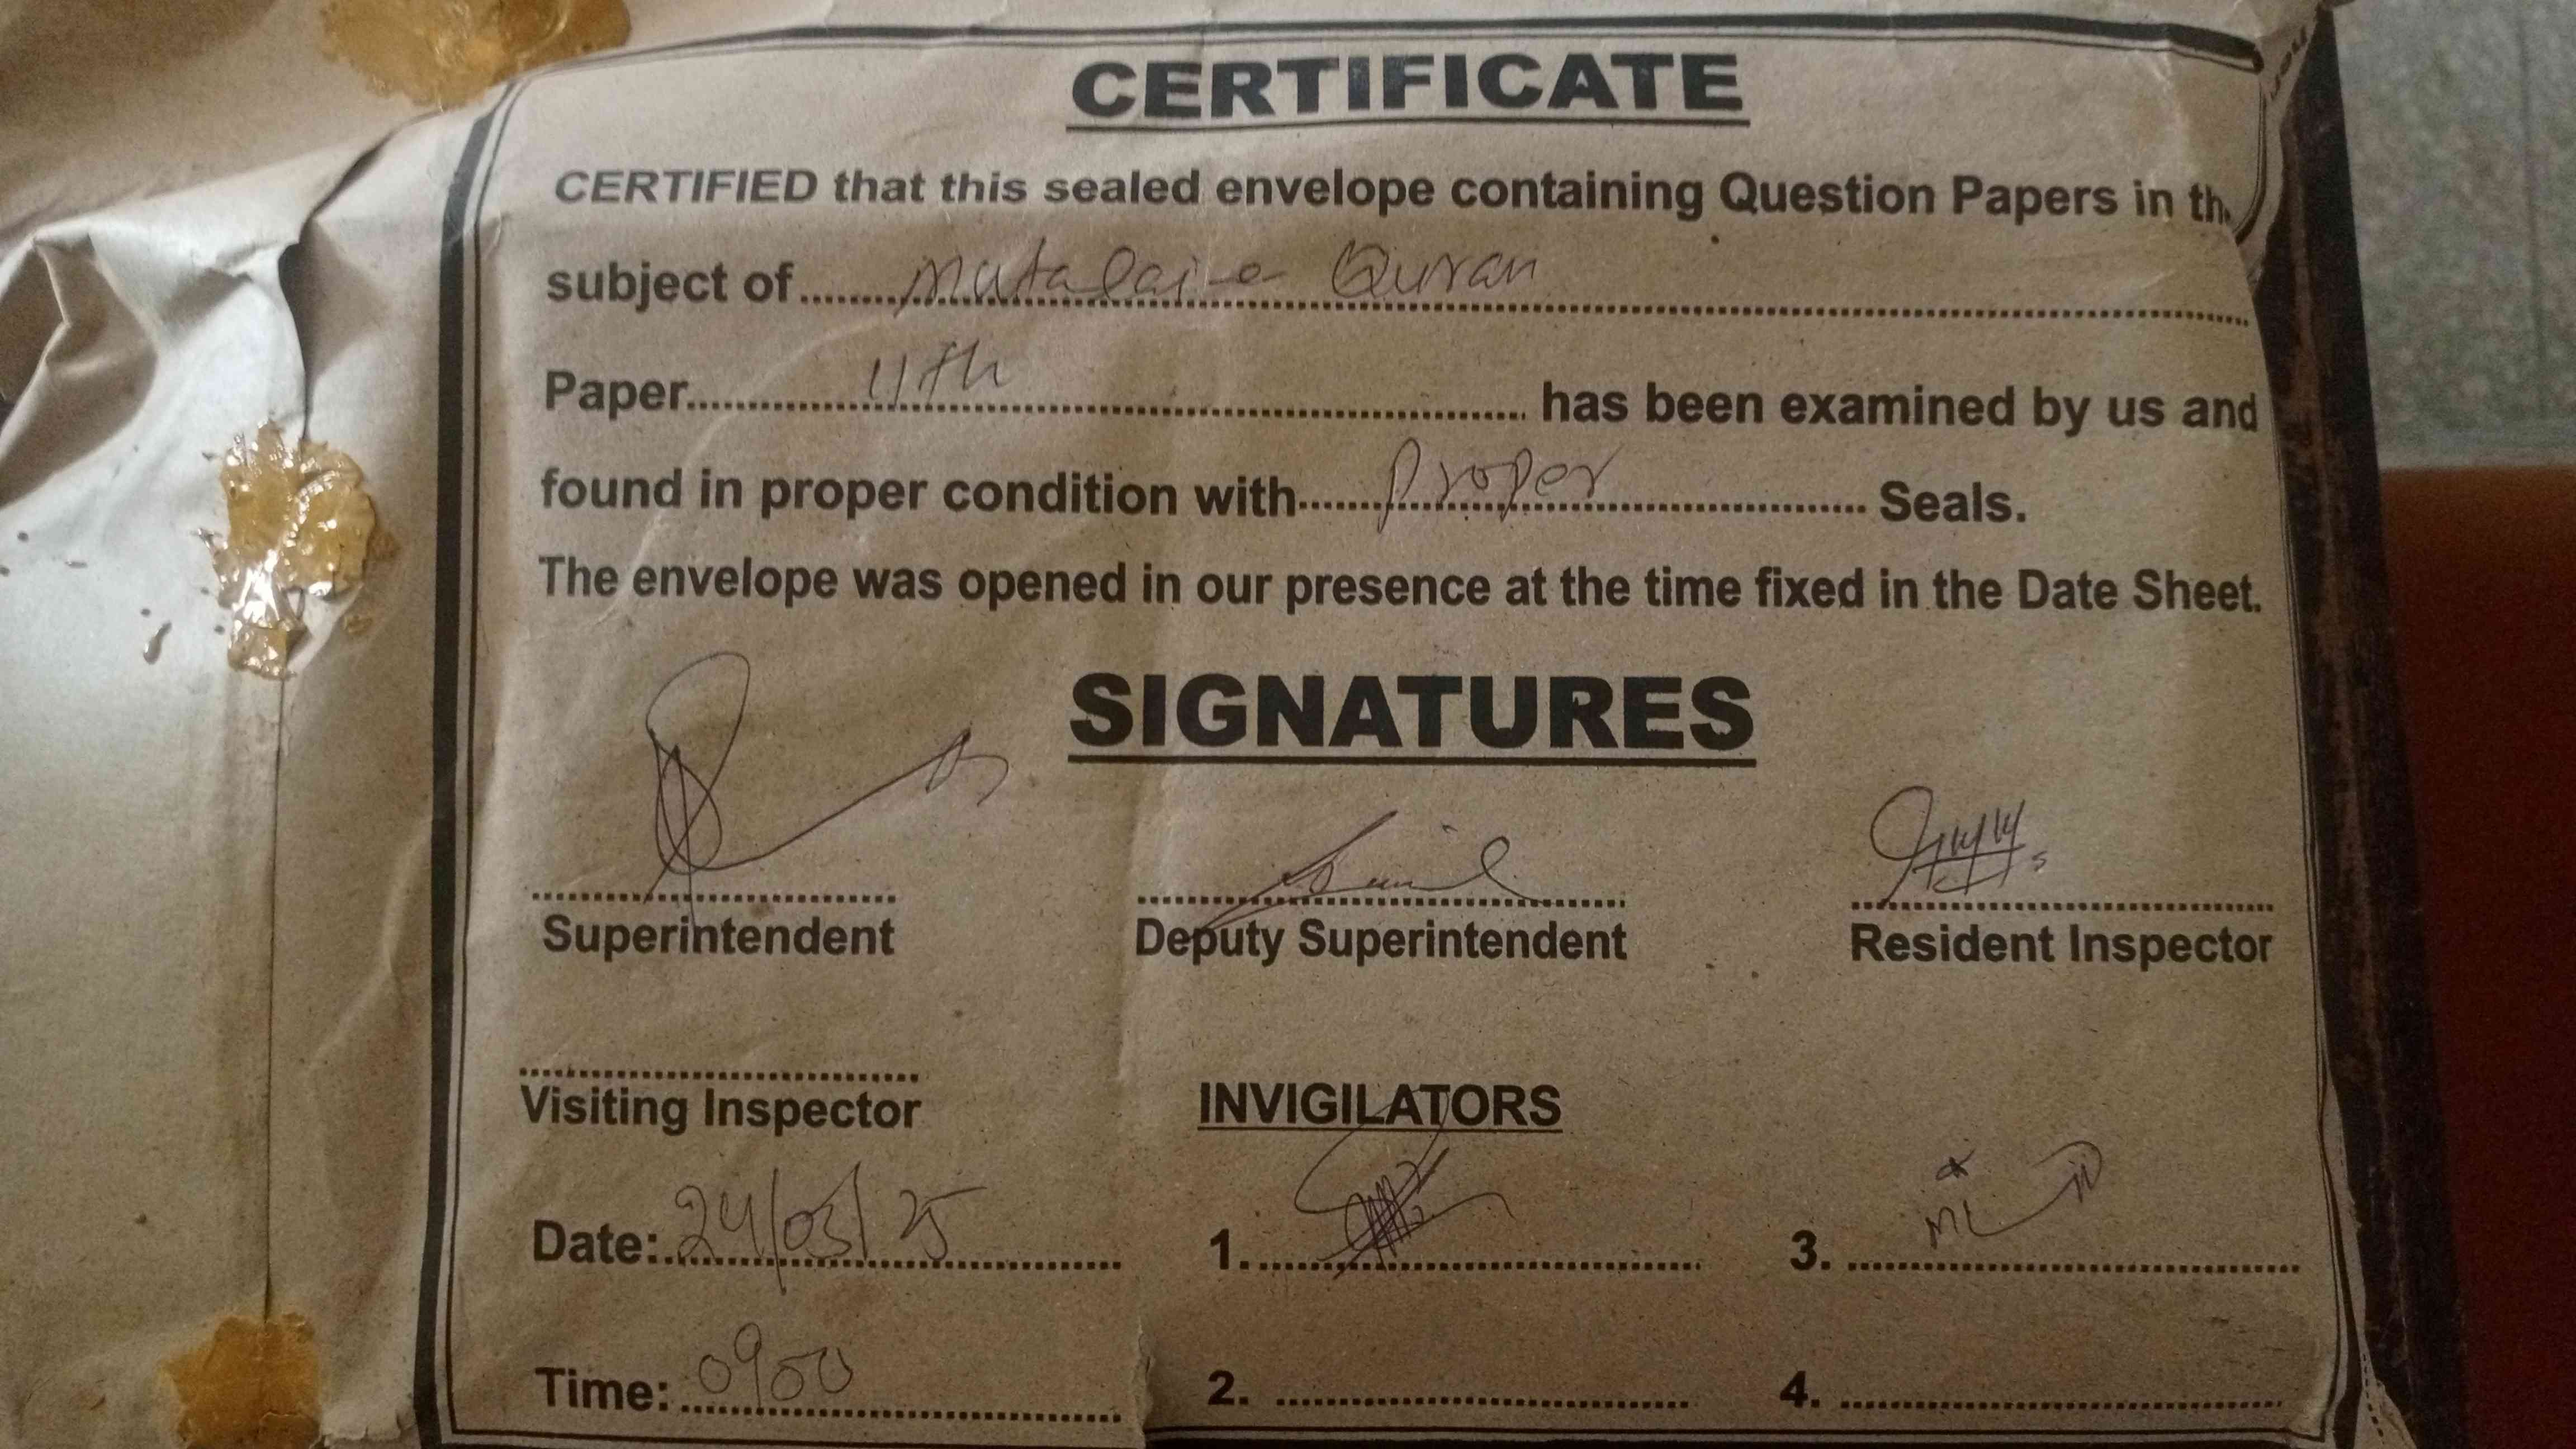 CERTIFICATE
CERTIFIED that this sealed envelope containing Question Papers in the
subject of........Mutalaie Quran........
Paper........11th........ has been examined by us and
found in proper condition with........Proper........ Seals.
The envelope was opened in our presence at the time fixed in the Date Sheet.
SIGNATURES
Superintendent Deputy Superintendent Resident Inspector
Visiting Inspector INVIGILATORS
Date: 24/03/25 1. 3.
Time: 0900 2. 4.